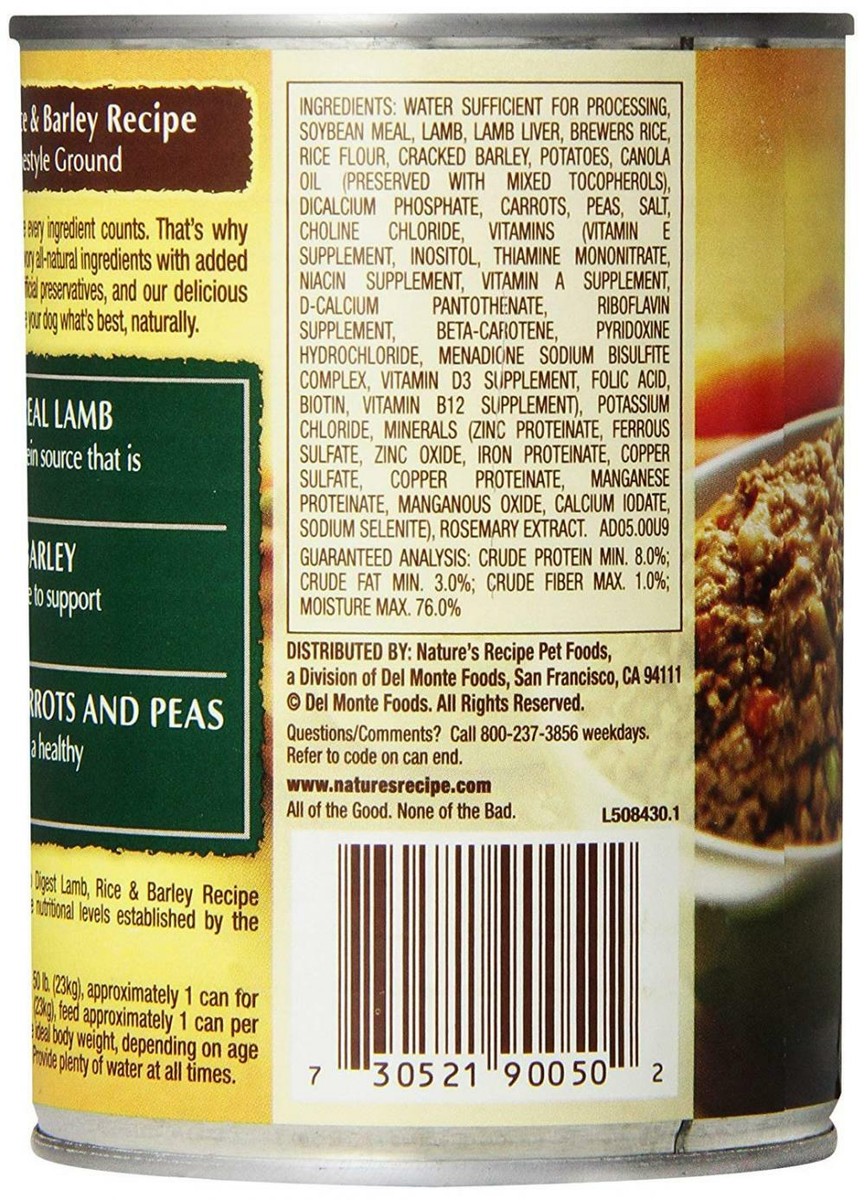 & Barley Recipe
Ground
every ingredient counts. That's why
all-natural ingredients with added
preservatives, and our delicious
your dog what's best, naturally.
LAMB
source that is
to support
AND PEAS
a healthy
Digest Lamb, Rice & Barley Recipe
nutritional levels established by the
50 lb. (23kg), approximately 1 can for
(23kg), feed approximately 1 can per
ideal body weight, depending on age
Provide plenty of water at all times.
INGREDIENTS: WATER SUFFICIENT FOR PROCESSING,
SOYBEAN MEAL, LAMB, LAMB LIVER, BREWERS RICE,
RICE FLOUR, CRACKED BARLEY, POTATOES, CANOLA
OIL (PRESERVED WITH MIXED TOCOPHEROLS),
DICALCIUM PHOSPHATE, CARROTS, PEAS, SALT,
CHOLINE CHLORIDE, VITAMINS (VITAMIN E
SUPPLEMENT, INOSITOL, THIAMINE MONONITRATE,
NIACIN SUPPLEMENT, VITAMIN A SUPPLEMENT,
D-CALCIUM PANTOTHENATE, RIBOFLAVIN
SUPPLEMENT, BETA-CAROTENE, PYRIDOXINE
HYDROCHLORIDE, MENADIONE SODIUM BISULFITE
COMPLEX, VITAMIN D3 SUPPLEMENT, FOLIC ACID,
BIOTIN, VITAMIN B12 SUPPLEMENT), POTASSIUM
CHLORIDE, MINERALS (ZINC PROTEINATE, FERROUS
SULFATE, ZINC OXIDE, IRON PROTEINATE, COPPER
SULFATE, COPPER PROTEINATE, MANGANESE
PROTEINATE, MANGANOUS OXIDE, CALCIUM IODATE,
SODIUM SELENITE), ROSEMARY EXTRACT. AD05.00U9
GUARANTEED ANALYSIS: CRUDE PROTEIN MIN. 8.0%;
CRUDE FAT MIN. 3.0%; CRUDE FIBER MAX. 1.0%;
MOISTURE MAX. 76.0%
DISTRIBUTED BY: Nature's Recipe Pet Foods,
a Division of Del Monte Foods, San Francisco, CA 94111
© Del Monte Foods. All Rights Reserved.
Questions/Comments? Call 800-237-3856 weekdays.
Refer to code on can end.
www.naturesrecipe.com
All of the Good. None of the Bad. L508430.1
7 30521 90050 2